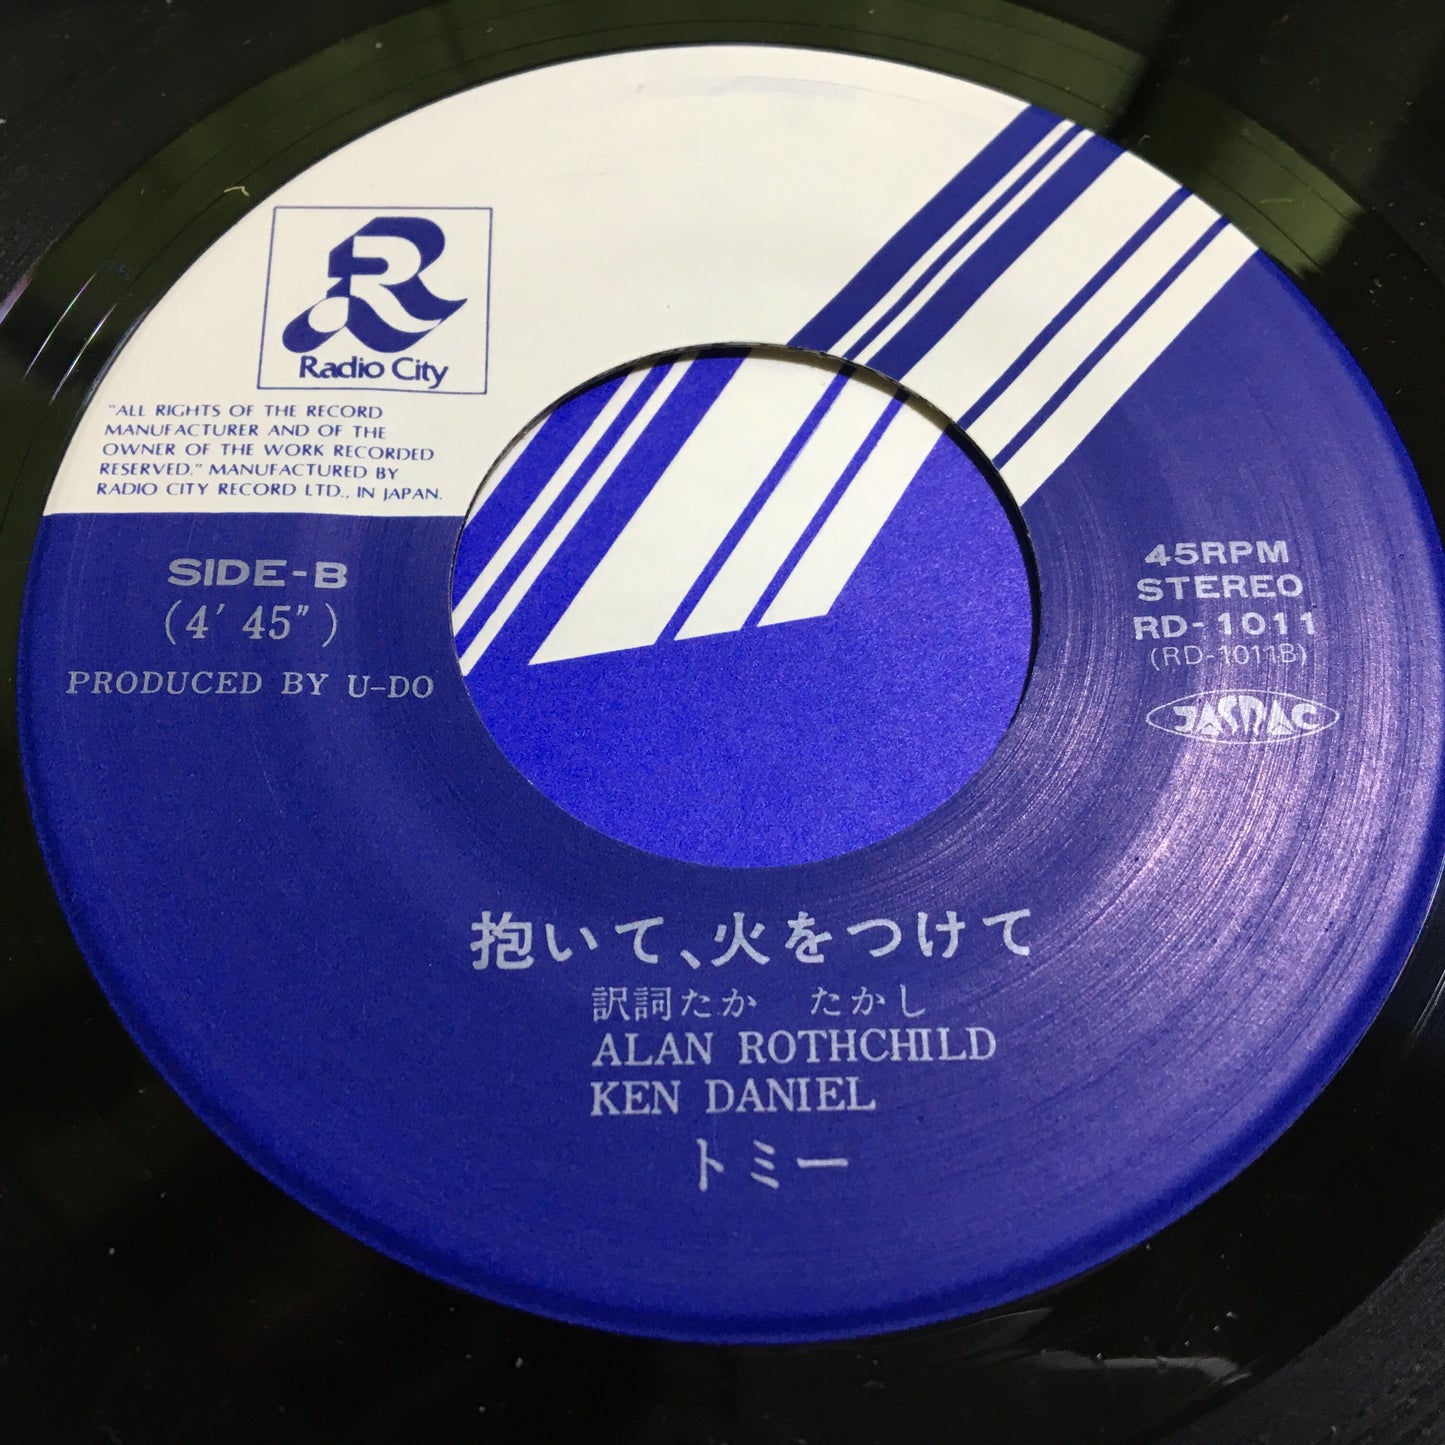 Radio City
"ALL RIGHTS OF THE RECORD
MANUFACTURER AND OF THE
OWNER OF THE WORK RECORDED
RESERVED." MANUFACTURED BY
RADIO CITY RECORD LTD., IN JAPAN.
SIDE-B
(4' 45")
PRODUCED BY U-DO
45RPM
STEREO
RD-1011
(RD-1011B)
JASRAC
抱いて、火をつけて
訳詞たか　たかし
ALAN ROTHCHILD
KEN DANIEL
トミー